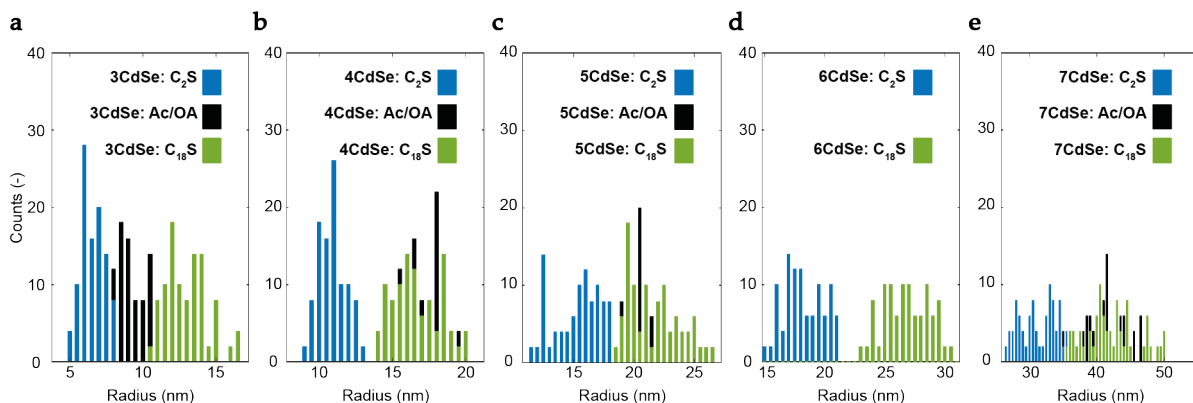 a
40
30
20
10
0
Counts (-)
3CdSe: C₂S
3CdSe: Ac/OA
3CdSe: C₁₈S
5 10 15
Radius (nm)
b
40
30
20
10
0
4CdSe: C₂S
4CdSe: Ac/OA
4CdSe: C₁₈S
10 15 20
Radius (nm)
c
40
30
20
10
0
5CdSe: C₂S
5CdSe: Ac/OA
5CdSe: C₁₈S
15 20 25
Radius (nm)
d
40
30
20
10
0
6CdSe: C₂S
6CdSe: C₁₈S
15 20 25 30
Radius (nm)
e
40
30
20
10
0
7CdSe: C₂S
7CdSe: Ac/OA
7CdSe: C₁₈S
30 40 50
Radius (nm)